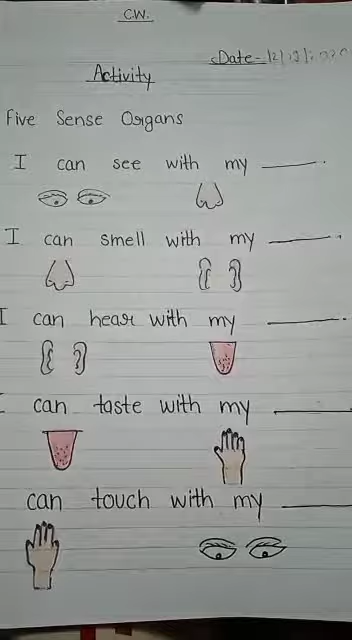 C.W.
Date-12/
Activity
Five Sense Organs
I can see with my ______.
I can smell with my ______.
I can hear with my ______.
I can taste with my ______
can touch with my ______